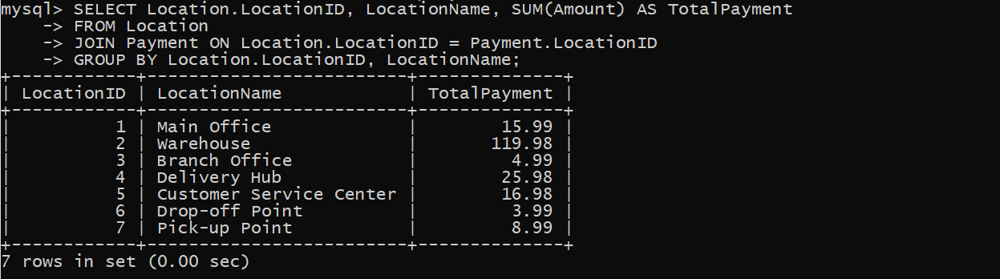 mysql> SELECT Location.LocationID, LocationName, SUM(Amount) AS TotalPayment
    -> FROM Location
    -> JOIN Payment ON Location.LocationID = Payment.LocationID
    -> GROUP BY Location.LocationID, LocationName;
+------------+-------------------------+--------------+
| LocationID | LocationName            | TotalPayment |
+------------+-------------------------+--------------+
|          1 | Main Office             |        15.99 |
|          2 | Warehouse               |       119.98 |
|          3 | Branch Office           |         4.99 |
|          4 | Delivery Hub            |        25.98 |
|          5 | Customer Service Center |        16.98 |
|          6 | Drop-off Point          |         3.99 |
|          7 | Pick-up Point           |         8.99 |
+------------+-------------------------+--------------+
7 rows in set (0.00 sec)